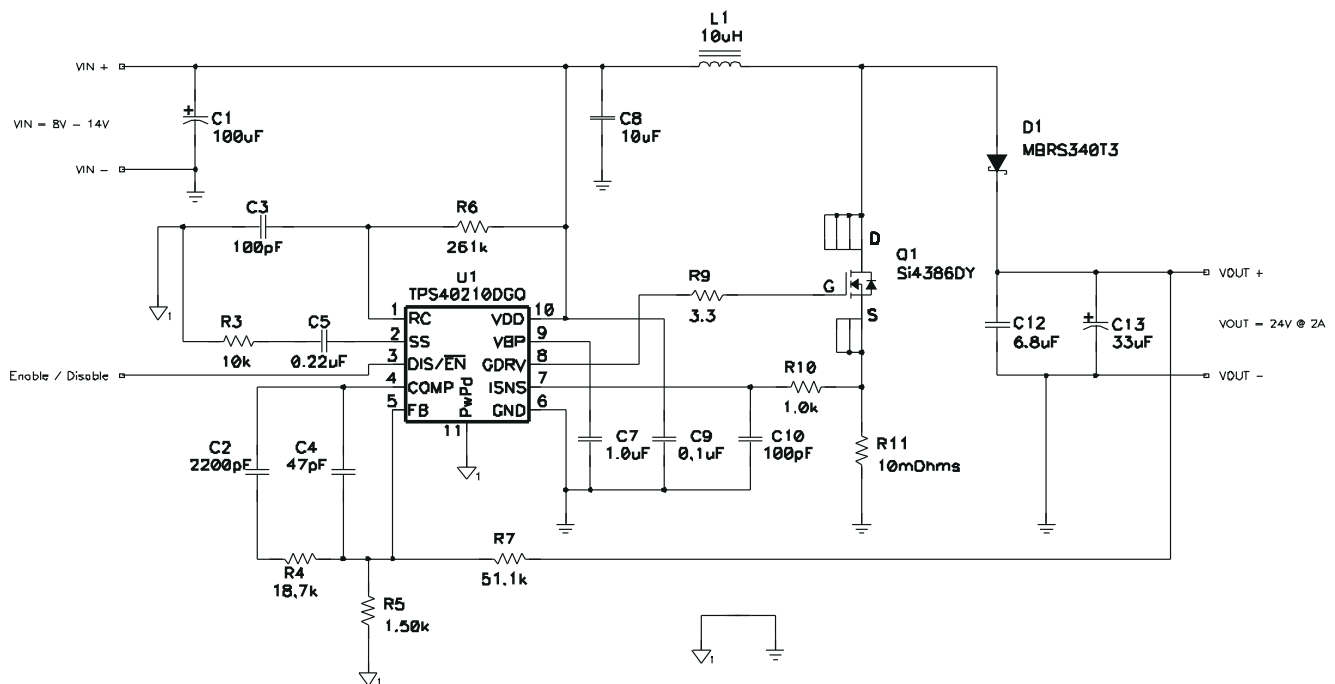 L1
10uH
VIN +
C1
100uF
VIN = 8V - 14V
C8
10uF
D1
MBRS340T3
VIN -
C3
100pF
R6
261k
D
Q1
Si4386DY
G
S
U1
TPS40210DGQ
R9
3.3
VOUT +
1
1 RC VDD 10
2 SS VBP 9
3 DIS/EN GDRV 8
4 COMP ISNS 7
5 FB GND 6
PwPd
11
R3
10k
C5
0.22uF
C12
6.8uF
C13
33uF
VOUT = 24V @ 2A
Enable / Disable
R10
1.0k
VOUT -
C2
2200pF
C4
47pF
1
C7
1.0uF
C9
0.1uF
C10
100pF
R11
10mOhms
R4
18.7k
R7
51.1k
R5
1.50k
1
1